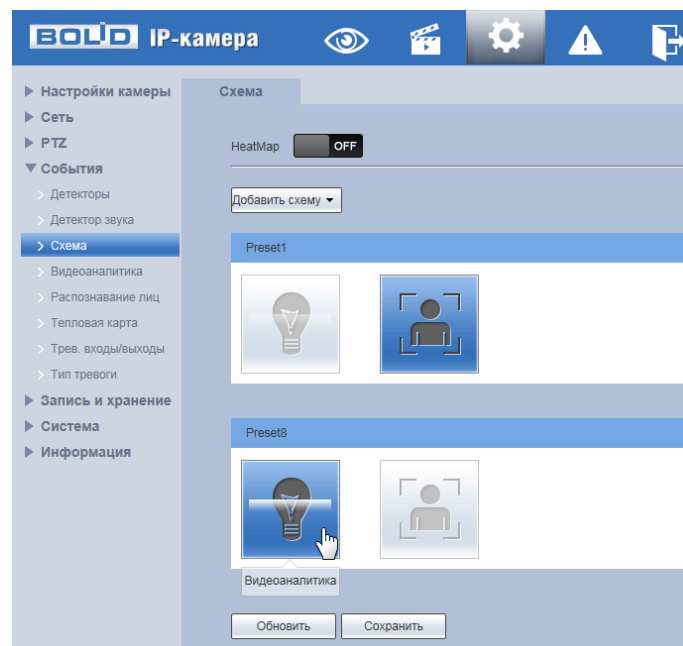 BOLID IP-камера
Настройки камеры
Сеть
PTZ
События
Детекторы
Детектор звука
Схема
Видеоаналитика
Распознавание лиц
Тепловая карта
Трев. входы/выходы
Тип тревоги
Запись и хранение
Система
Информация
Схема
HeatMap OFF
Добавить схему
Preset1
Preset8
Видеоаналитика
Обновить Сохранить